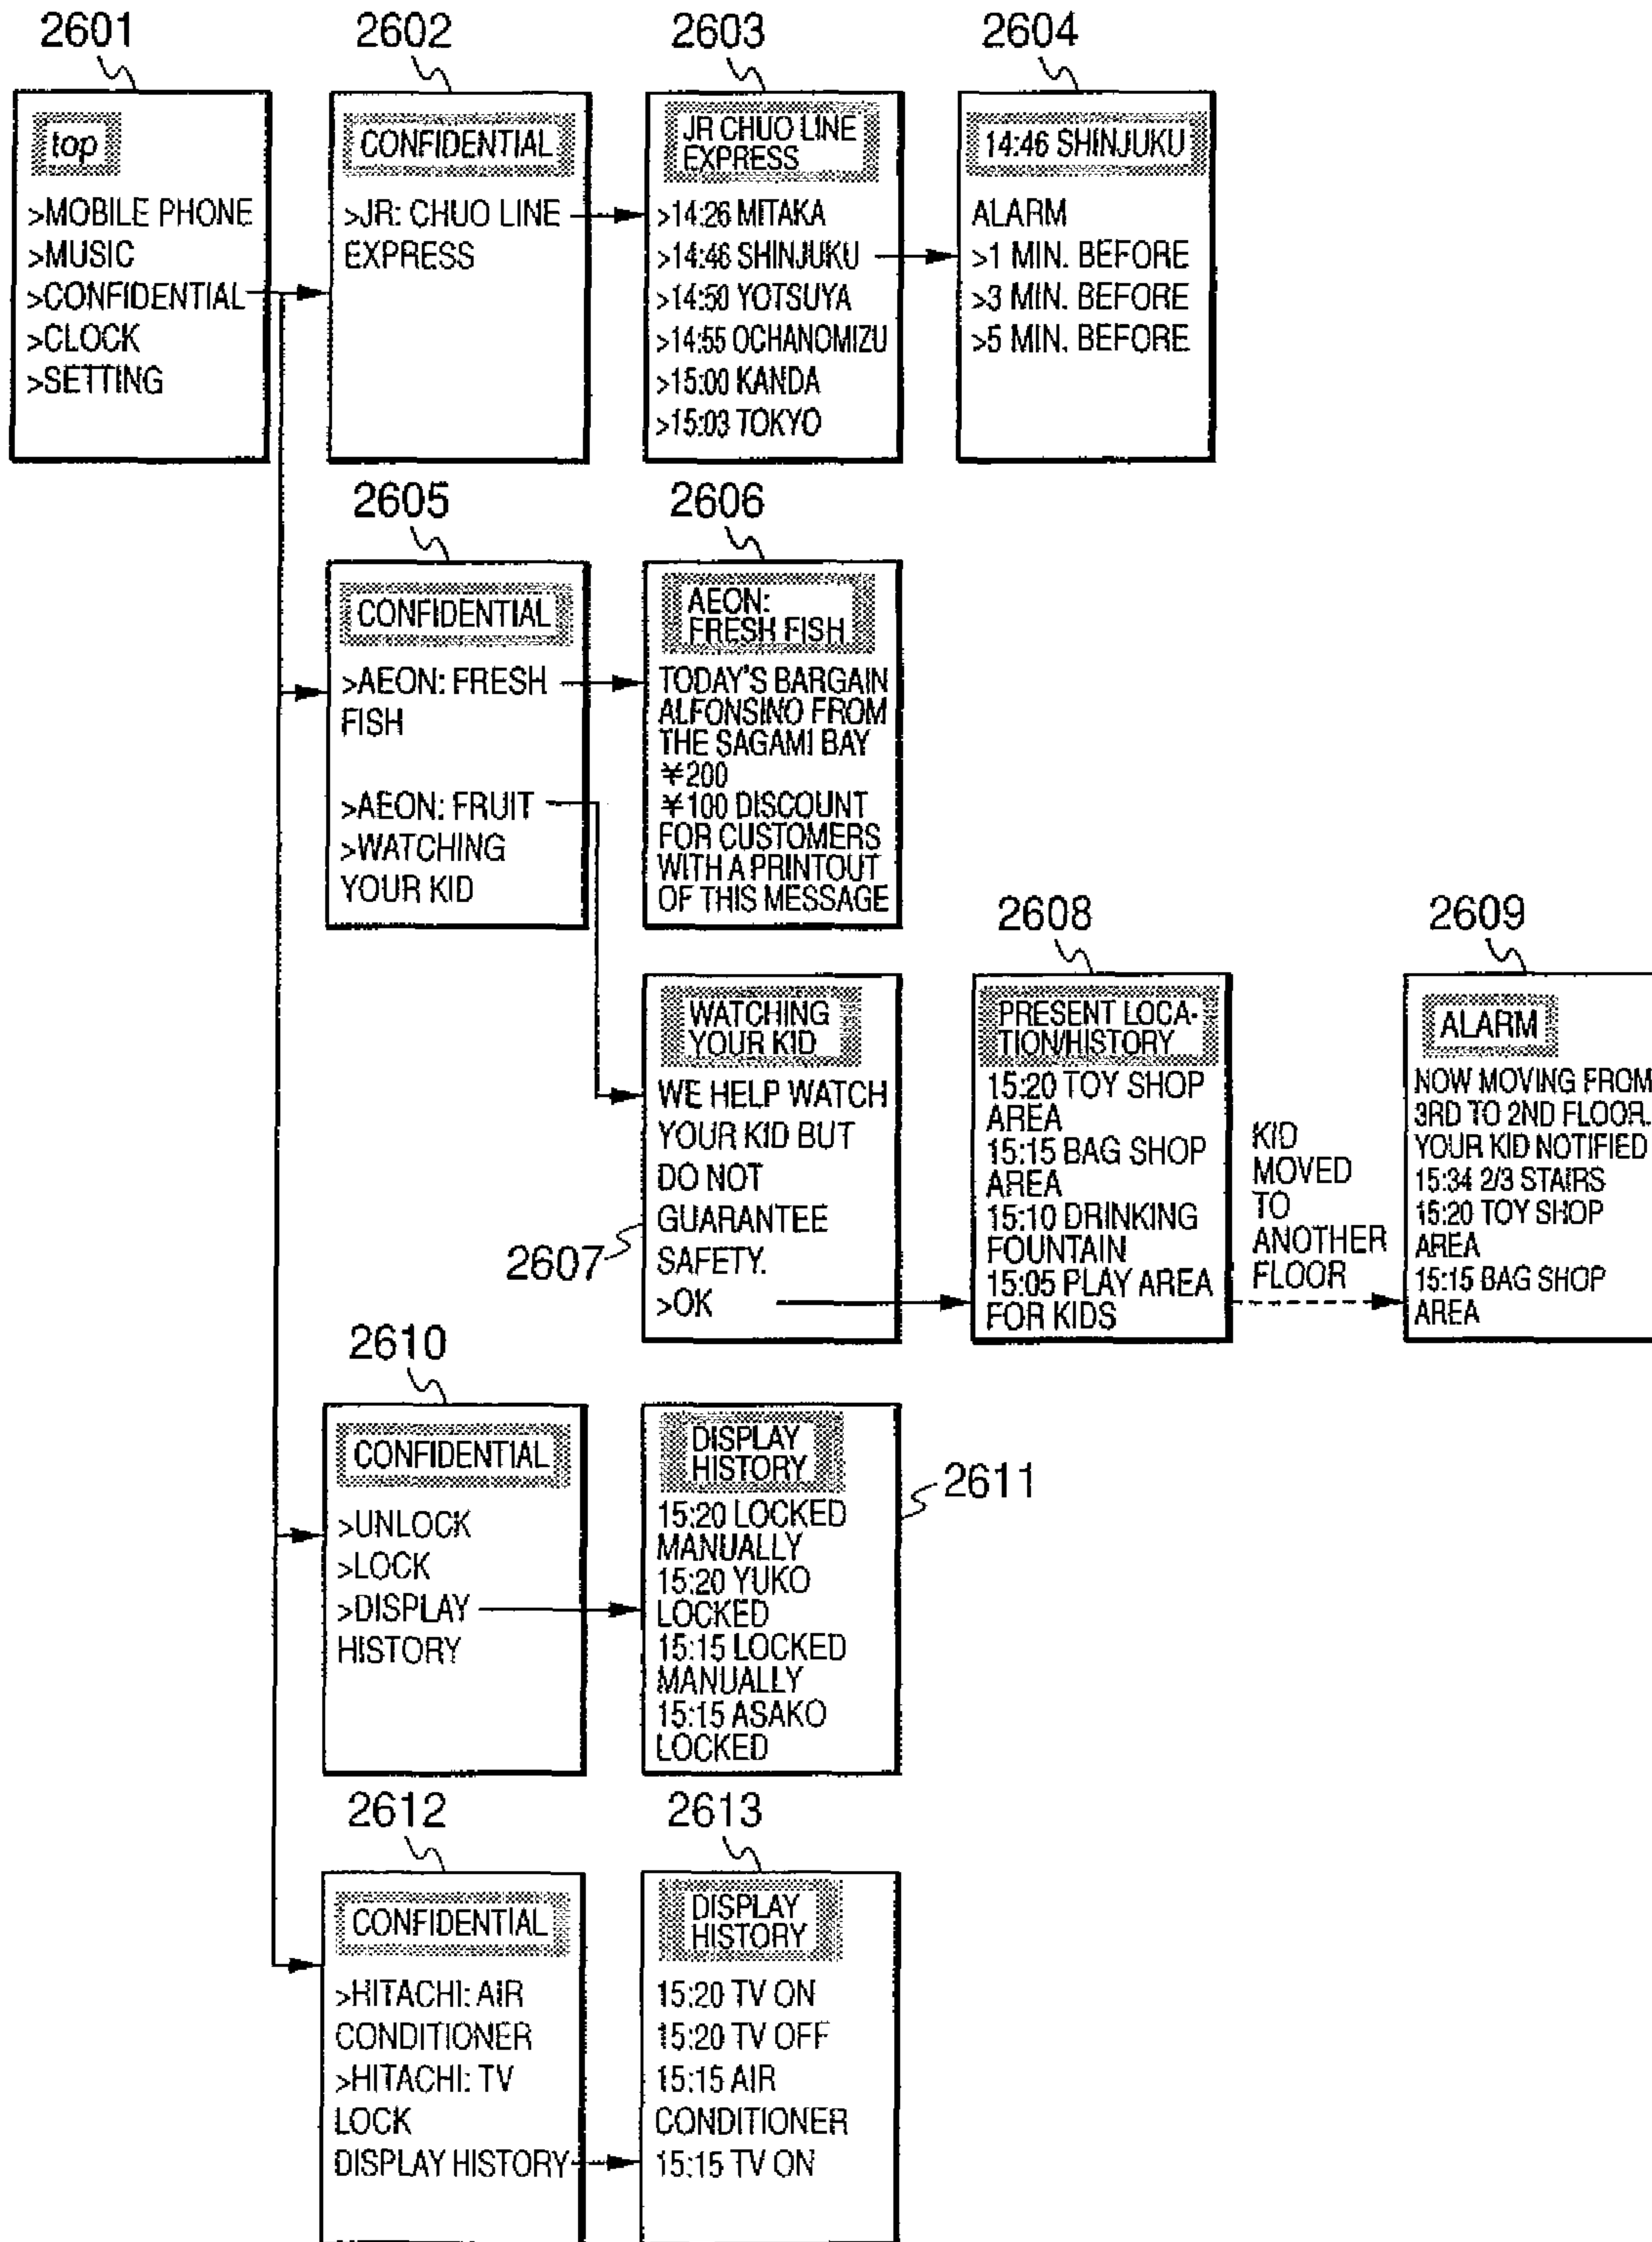 2601
2602
2603
2604
top
>MOBILE PHONE
>MUSIC
>CONFIDENTIAL
>CLOCK
>SETTING
CONFIDENTIAL
>JR: CHUO LINE
EXPRESS
JR CHUO LINE
EXPRESS
>14:26 MITAKA
>14:46 SHINJUKU
>14:50 YOTSUYA
>14:55 OCHANOMIZU
>15:00 KANDA
>15:03 TOKYO
14:46 SHINJUKU
ALARM
>1 MIN. BEFORE
>3 MIN. BEFORE
>5 MIN. BEFORE
2605
2606
CONFIDENTIAL
>AEON: FRESH
FISH
>AEON: FRUIT
>WATCHING
YOUR KID
AEON:
FRESH FISH
TODAY'S BARGAIN
ALFONSINO FROM
THE SAGAMI BAY
¥200
¥100 DISCOUNT
FOR CUSTOMERS
WITH A PRINTOUT
OF THIS MESSAGE
2607
WATCHING
YOUR KID
WE HELP WATCH
YOUR KID BUT
DO NOT
GUARANTEE
SAFETY.
>OK
2608
PRESENT LOCA-
TION/HISTORY
15:20 TOY SHOP
AREA
15:15 BAG SHOP
AREA
15:10 DRINKING
FOUNTAIN
15:05 PLAY AREA
FOR KIDS
KID
MOVED
TO
ANOTHER
FLOOR
2609
ALARM
NOW MOVING FROM
3RD TO 2ND FLOOR.
YOUR KID NOTIFIED
15:34 2/3 STAIRS
15:20 TOY SHOP
AREA
15:15 BAG SHOP
AREA
2610
CONFIDENTIAL
>UNLOCK
>LOCK
>DISPLAY
HISTORY
DISPLAY
HISTORY
15:20 LOCKED
MANUALLY
15:20 YUKO
LOCKED
15:15 LOCKED
MANUALLY
15:15 ASAKO
LOCKED
2611
2612
2613
CONFIDENTIAL
>HITACHI: AIR
CONDITIONER
>HITACHI: TV
LOCK
DISPLAY HISTORY
DISPLAY
HISTORY
15:20 TV ON
15:20 TV OFF
15:15 AIR
CONDITIONER
15:15 TV ON